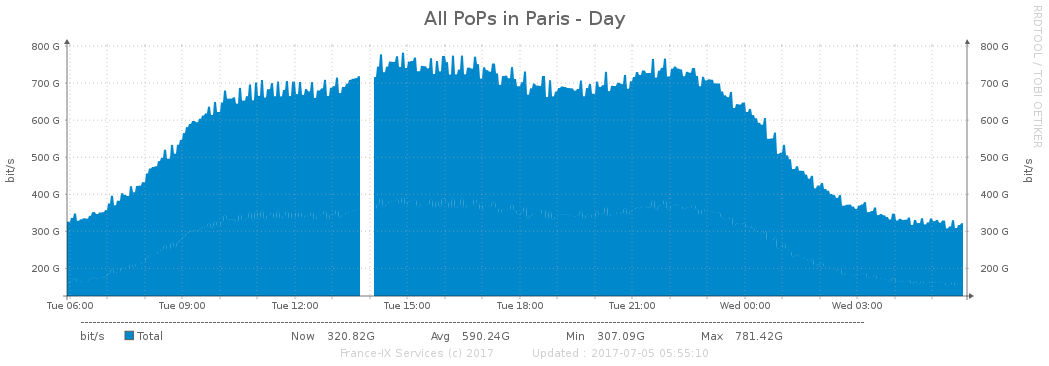 All PoPs in Paris - Day
RRDTOOL / TOBI OETIKER
800 G 800 G
700 G 700 G
600 G 600 G
500 G 500 G
400 G 400 G
300 G 300 G
200 G 200 G
bit/s bit/s
Tue 06:00 Tue 09:00 Tue 12:00 Tue 15:00 Tue 18:00 Tue 21:00 Wed 00:00 Wed 03:00
bit/s Total Now 320.82G Avg 590.24G Min 307.09G Max 781.42G
France-IX Services (c) 2017 Updated : 2017-07-05 05:55:10